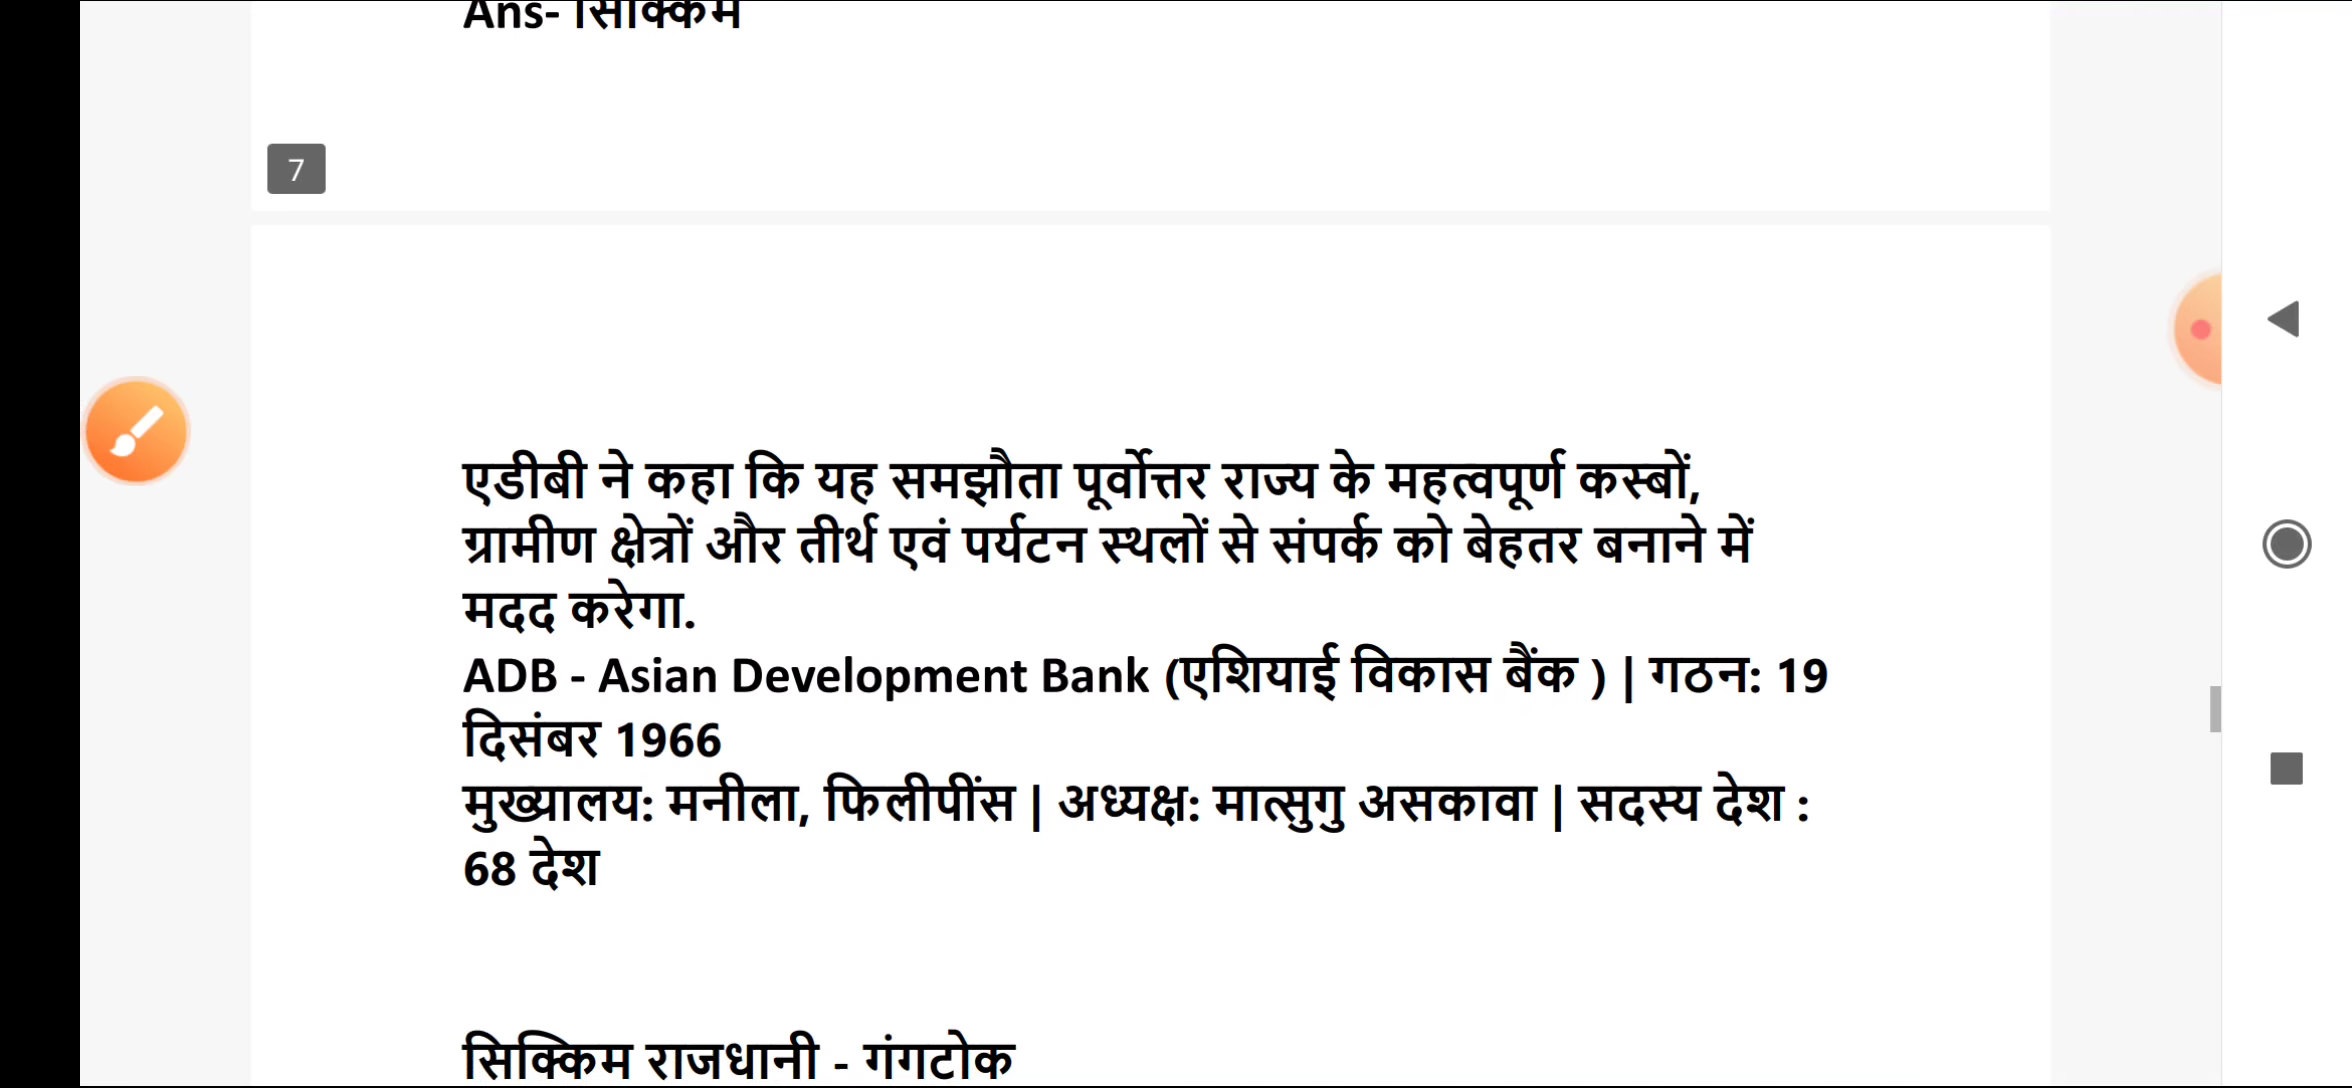 Ans- सिक्किम
7
एडीबी ने कहा कि यह समझौता पूर्वोत्तर राज्य के महत्वपूर्ण कस्बों,
ग्रामीण क्षेत्रों और तीर्थ एवं पर्यटन स्थलों से संपर्क को बेहतर बनाने में
मदद करेगा.
ADB - Asian Development Bank (एशियाई विकास बैंक ) | गठन: 19
दिसंबर 1966
मुख्यालय: मनीला, फिलीपींस | अध्यक्ष: मात्सुगु असकावा | सदस्य देश :
68 देश
सिक्किम राजधानी - गंगटोक